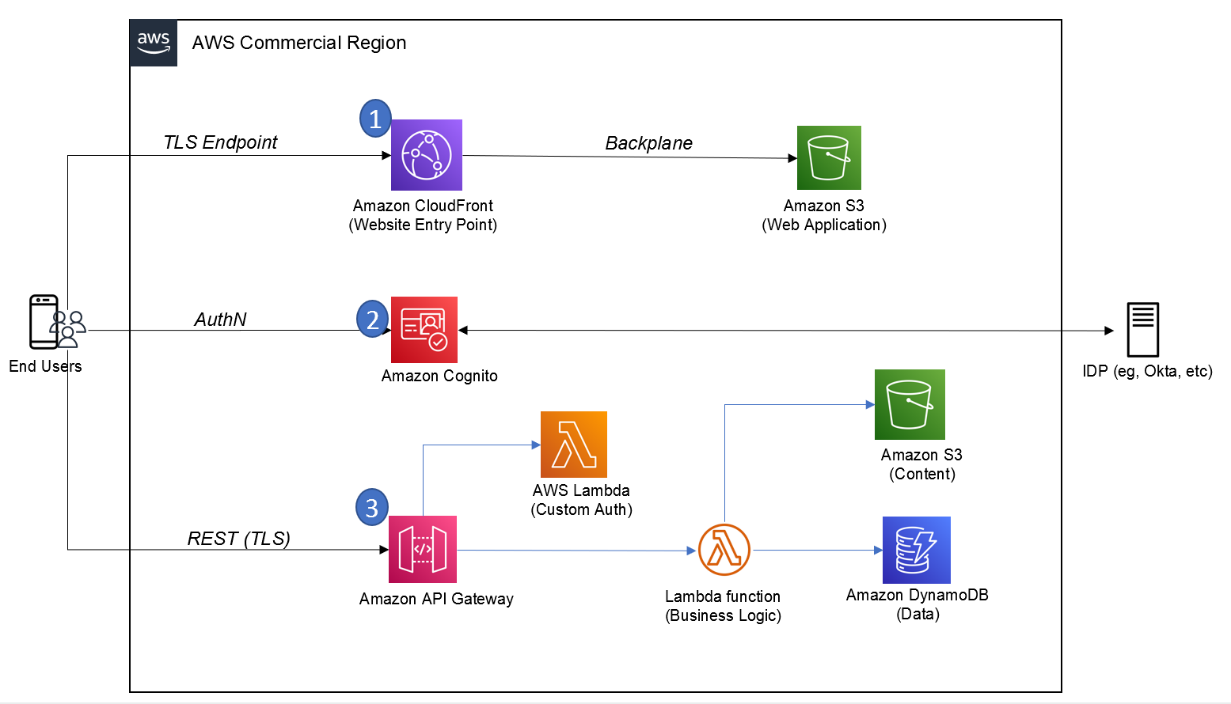 aws
AWS Commercial Region
1
TLS Endpoint
Backplane
Amazon CloudFront
(Website Entry Point)
Amazon S3
(Web Application)
2
AuthN
End Users
Amazon Cognito
IDP (eg, Okta, etc)
AWS Lambda
(Custom Auth)
Amazon S3
(Content)
3
REST (TLS)
</>
Amazon API Gateway
Lambda function
(Business Logic)
Amazon DynamoDB
(Data)